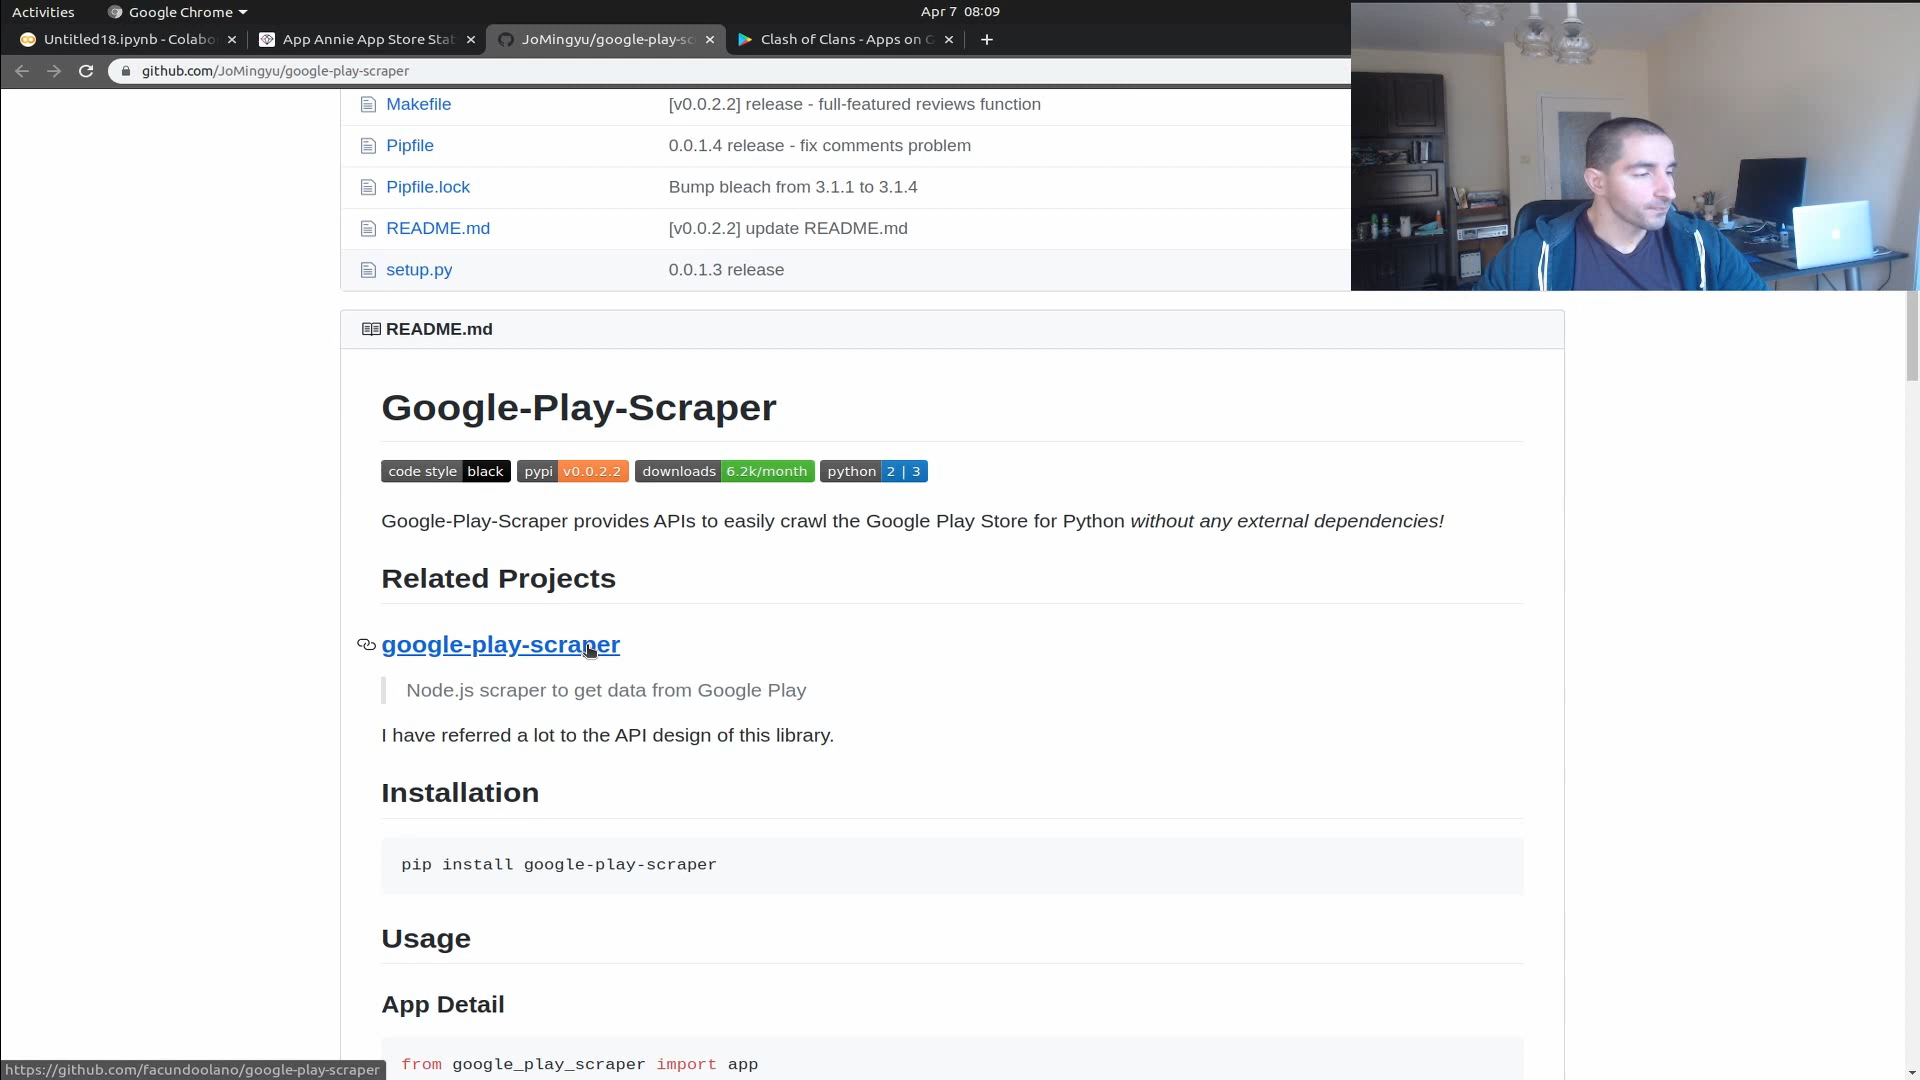 Activities Google Chrome Apr 7 08:09
Untitled18.ipynb - Colabo App Annie App Store Stat JoMingyu/google-play-sc Clash of Clans - Apps on G
github.com/JoMingyu/google-play-scraper
Makefile [v0.0.2.2] release - full-featured reviews function
Pipfile 0.0.1.4 release - fix comments problem
Pipfile.lock Bump bleach from 3.1.1 to 3.1.4
README.md [v0.0.2.2] update README.md
setup.py 0.0.1.3 release
README.md
Google-Play-Scraper
code style black pypi v0.0.2.2 downloads 6.2k/month python 2 | 3
Google-Play-Scraper provides APIs to easily crawl the Google Play Store for Python without any external dependencies!
Related Projects
google-play-scraper
Node.js scraper to get data from Google Play
I have referred a lot to the API design of this library.
Installation
pip install google-play-scraper
Usage
App Detail
from google_play_scraper import app
https://github.com/facundoolano/google-play-scraper